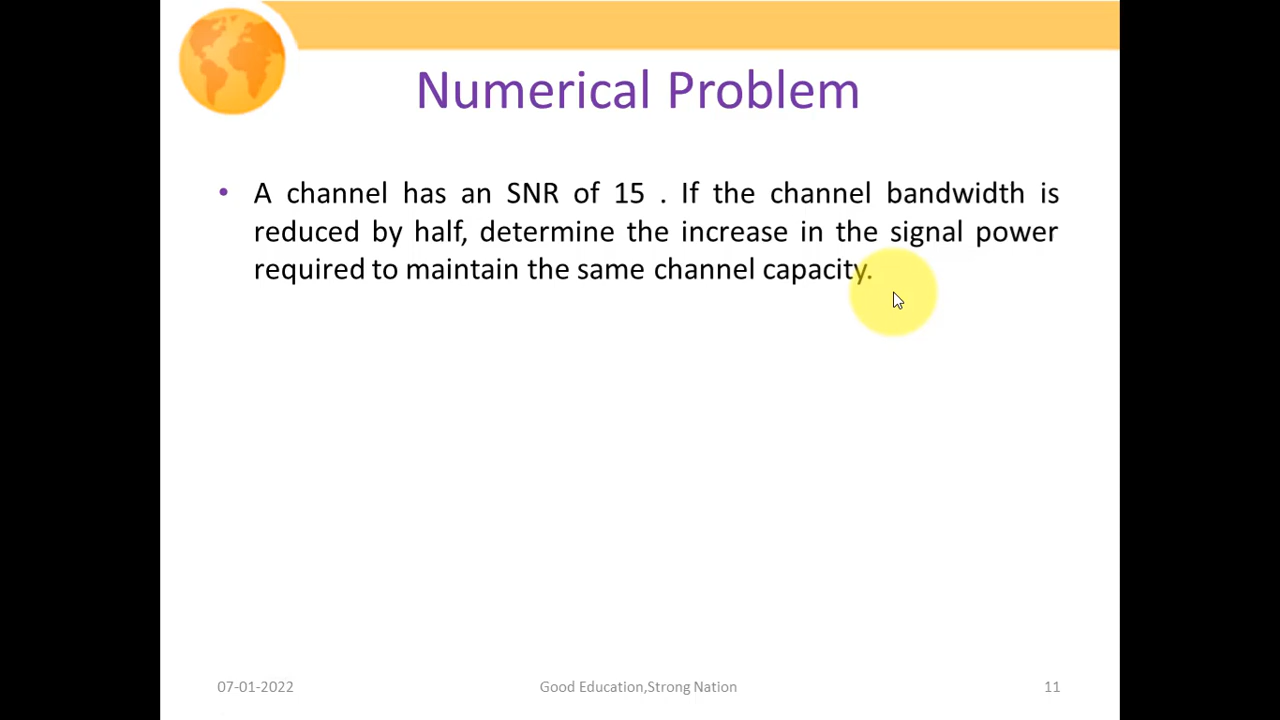 Numerical Problem
• A channel has an SNR of 15 . If the channel bandwidth is
reduced by half, determine the increase in the signal power
required to maintain the same channel capacity.
07-01-2022
Good Education,Strong Nation
11